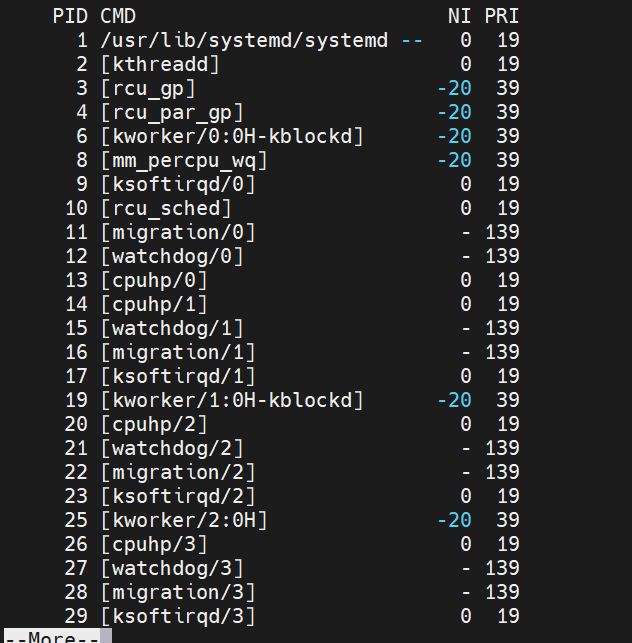 PID CMD NI PRI
1 /usr/lib/systemd/systemd -- 0 19
2 [kthreadd] 0 19
3 [rcu_gp] -20 39
4 [rcu_par_gp] -20 39
6 [kworker/0:0H-kblockd] -20 39
8 [mm_percpu_wq] -20 39
9 [ksoftirqd/0] 0 19
10 [rcu_sched] 0 19
11 [migration/0] - 139
12 [watchdog/0] - 139
13 [cpuhp/0] 0 19
14 [cpuhp/1] 0 19
15 [watchdog/1] - 139
16 [migration/1] - 139
17 [ksoftirqd/1] 0 19
19 [kworker/1:0H-kblockd] -20 39
20 [cpuhp/2] 0 19
21 [watchdog/2] - 139
22 [migration/2] - 139
23 [ksoftirqd/2] 0 19
25 [kworker/2:0H] -20 39
26 [cpuhp/3] 0 19
27 [watchdog/3] - 139
28 [migration/3] - 139
29 [ksoftirqd/3] 0 19
--More--